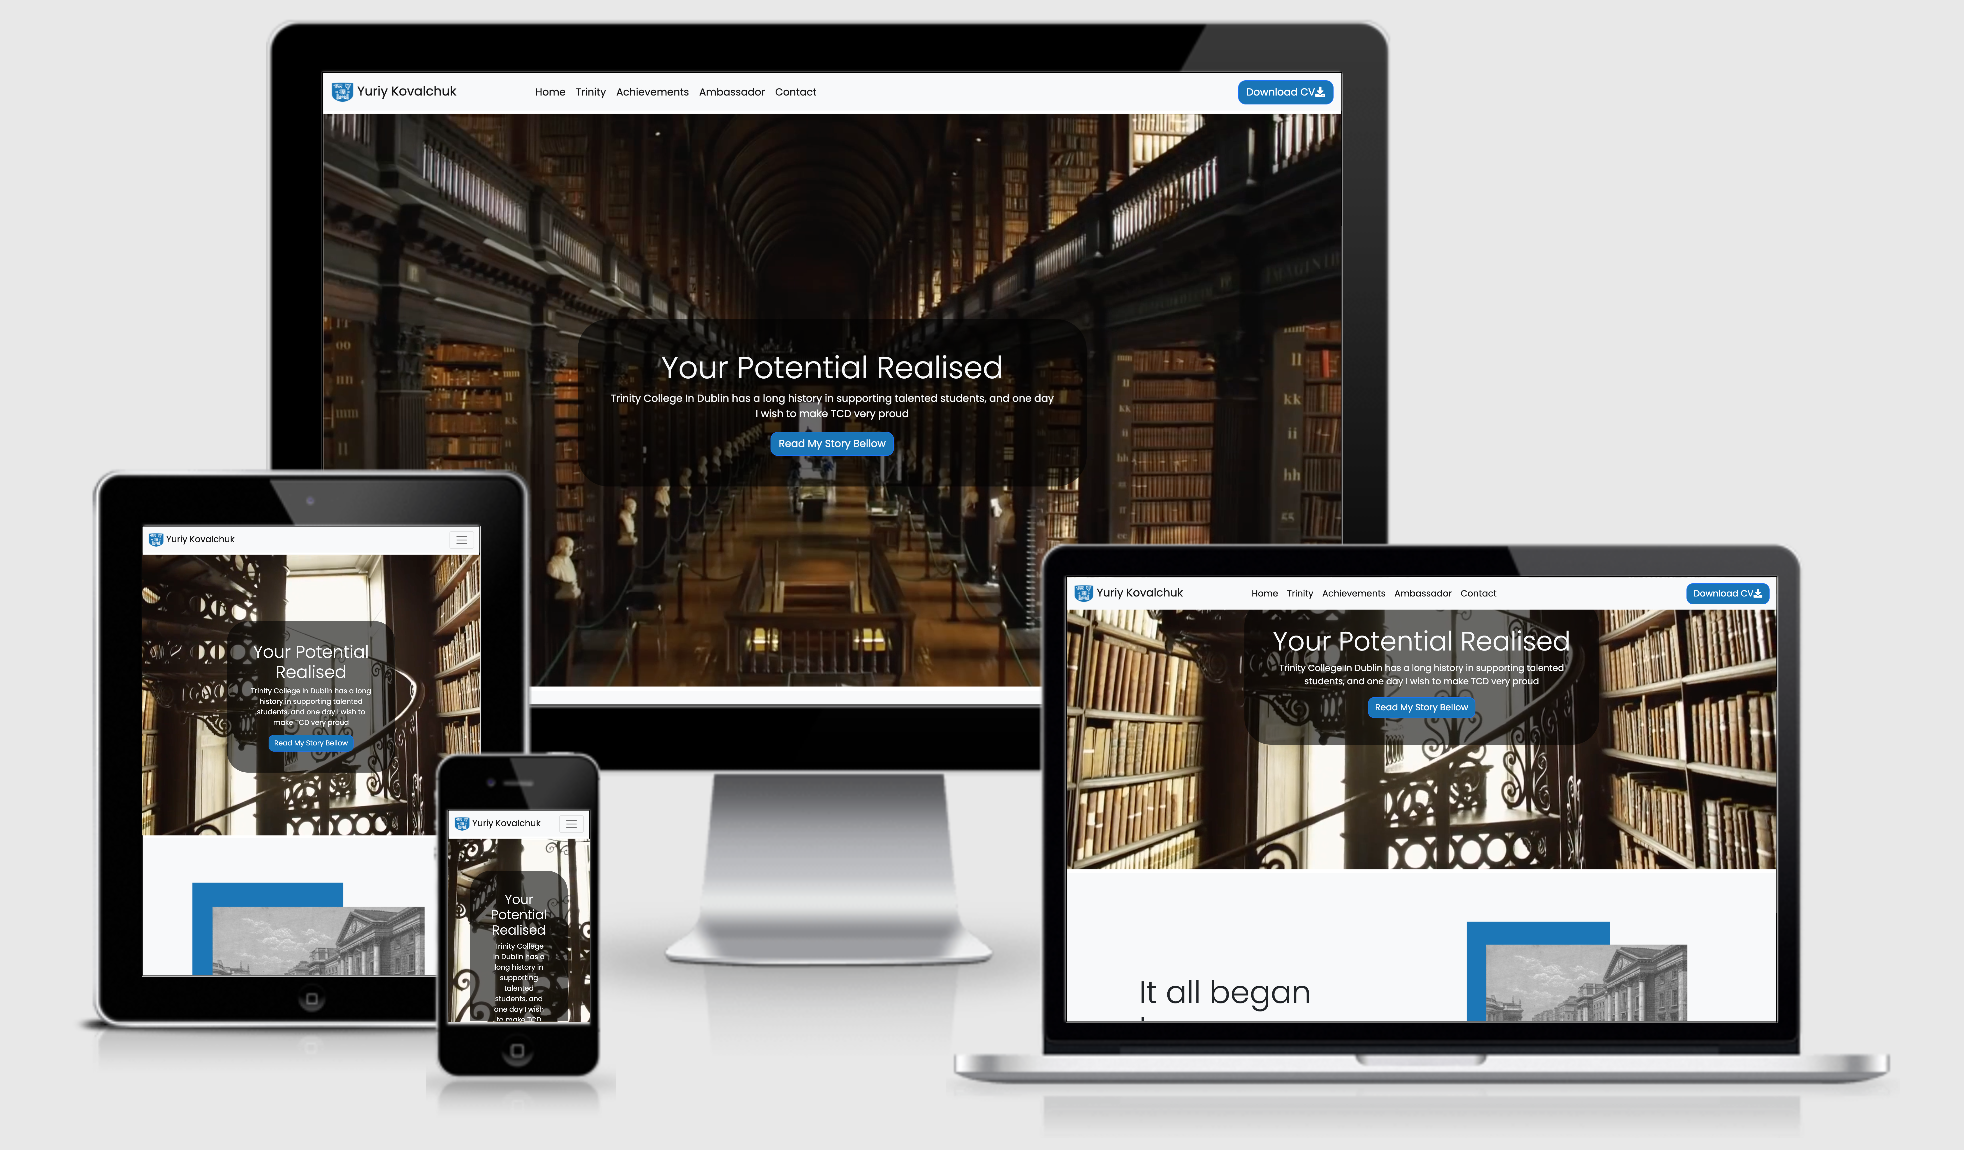 Yuriy Kovalchuk
Home Trinity Achievements Ambassador Contact
Download CV
Your Potential Realised
Trinity College In Dublin has a long history in supporting talented students, and one day
I wish to make TCD very proud
Read My Story Bellow
Yuriy Kovalchuk
Your Potential
Realised
Trinity College In Dublin has a long
history in supporting talented
students, and one day I wish to
make TCD very proud
Read My Story Bellow
Yuriy Kovalchuk
Your
Potential
Realised
Trinity College
In Dublin has a
long history in
supporting
talented
students, and
one day I wish
to make TCD
Yuriy Kovalchuk
Home Trinity Achievements Ambassador Contact
Download CV
Your Potential Realised
Trinity College In Dublin has a long history in supporting talented
students, and one day I wish to make TCD very proud
Read My Story Bellow
It all began
kk
ii
hh